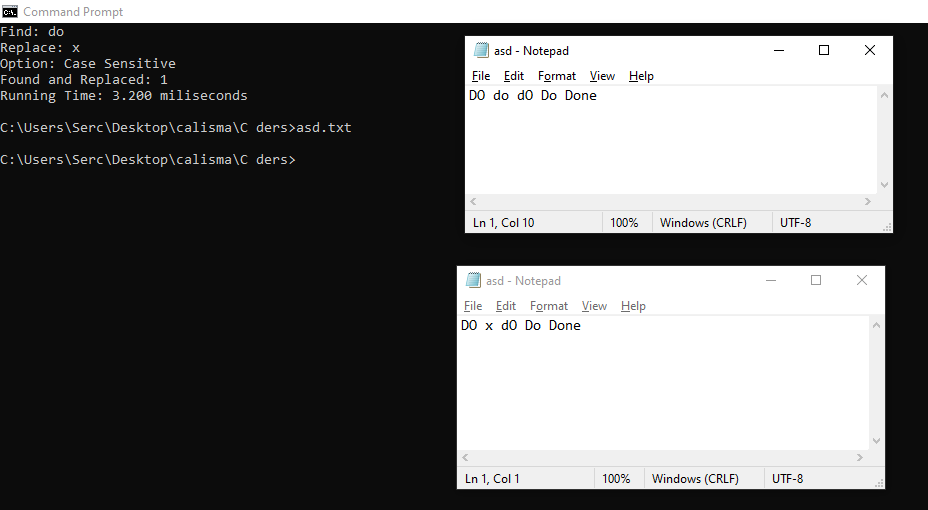 Command Prompt
Find: do
Replace: x
Option: Case Sensitive
Found and Replaced: 1
Running Time: 3.200 miliseconds
C:\Users\Serc\Desktop\calisma\C ders>asd.txt
C:\Users\Serc\Desktop\calisma\C ders>
asd - Notepad
File Edit Format View Help
DO do dO Do Done
Ln 1, Col 10 100% Windows (CRLF) UTF-8
asd - Notepad
File Edit Format View Help
DO x dO Do Done
Ln 1, Col 1 100% Windows (CRLF) UTF-8